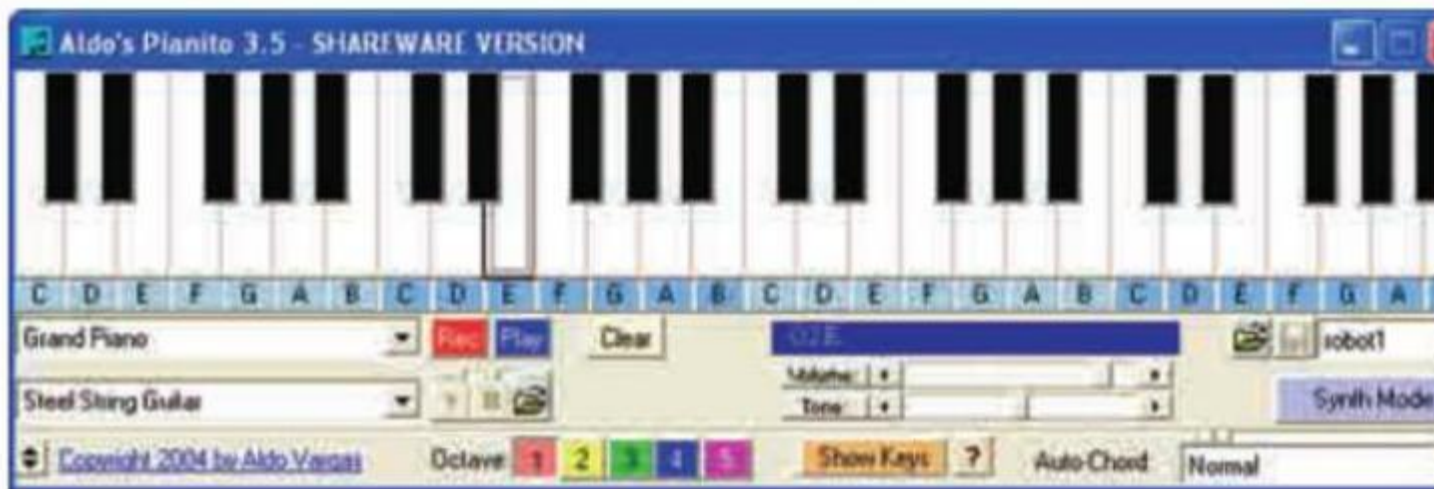 Aldo's Pianito 3.5 - SHAREWARE VERSION
C D E F G A B C D E F G A B C D E F G A B C D E F G A
Grand Piano Rec Play Clear 02E robot1
Volume:
Steel String Guitar Tone: Synth Mode
Copyright 2004 by Aldo Vargas Octave 1 2 3 4 5 Show Keys ? Auto-Chord Normal